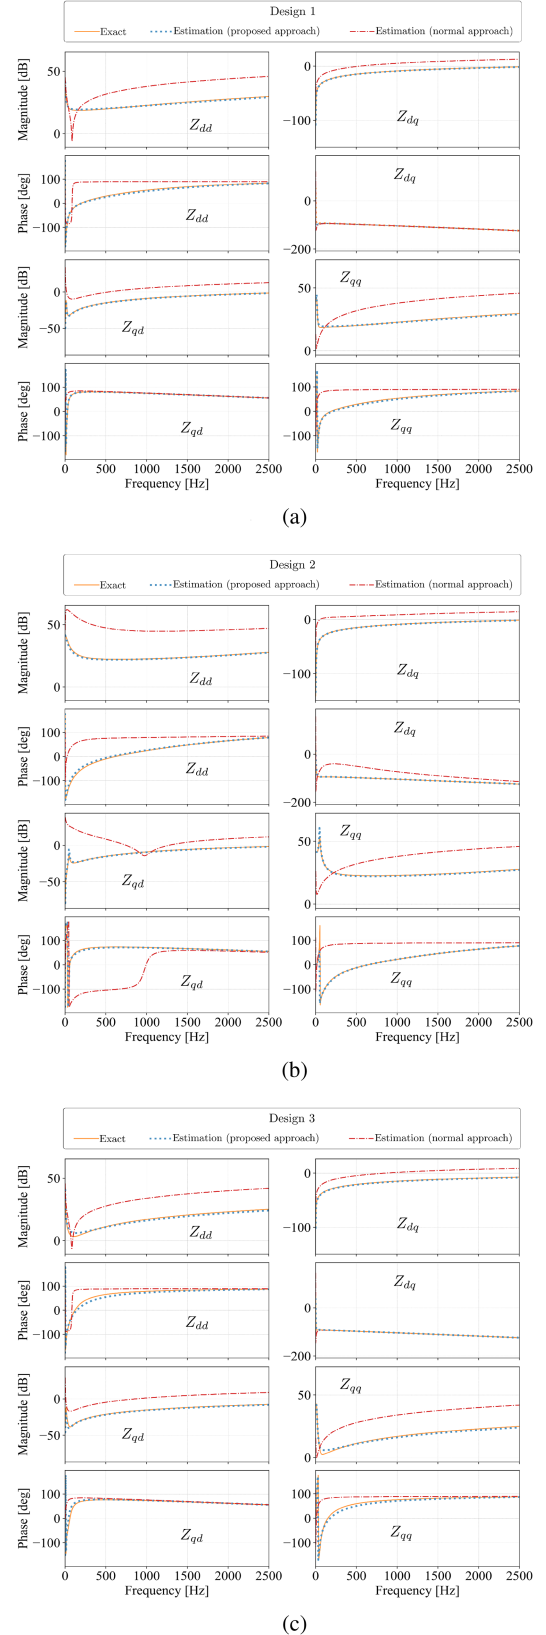 Design 1
Exact Estimation (proposed approach) Estimation (normal approach)
Magnitude [dB] 50 0 Z_dd
0 −100 Z_dq
Phase [deg] 100 0 −100 Z_dd
0 −200 Z_dq
Magnitude [dB] 0 −50 Z_qd
50 0 Z_qq
Phase [deg] 100 0 −100 Z_qd
100 0 −100 Z_qq
0 500 1000 1500 2000 2500 0 500 1000 1500 2000 2500
Frequency [Hz] Frequency [Hz]
(a)
Design 2
Exact Estimation (proposed approach) Estimation (normal approach)
Magnitude [dB] 50 0 Z_dd
0 −100 Z_dq
Phase [deg] 100 0 −100 Z_dd
0 −200 Z_dq
Magnitude [dB] 0 −50 Z_qd
50 0 Z_qq
Phase [deg] 100 0 −100 Z_qd
100 0 −100 Z_qq
0 500 1000 1500 2000 2500 0 500 1000 1500 2000 2500
Frequency [Hz] Frequency [Hz]
(b)
Design 3
Exact Estimation (proposed approach) Estimation (normal approach)
Magnitude [dB] 50 0 Z_dd
0 −100 Z_dq
Phase [deg] 100 0 −100 Z_dd
0 −200 Z_dq
Magnitude [dB] 0 −50 Z_qd
50 0 Z_qq
Phase [deg] 100 0 −100 Z_qd
100 0 −100 Z_qq
0 500 1000 1500 2000 2500 0 500 1000 1500 2000 2500
Frequency [Hz] Frequency [Hz]
(c)